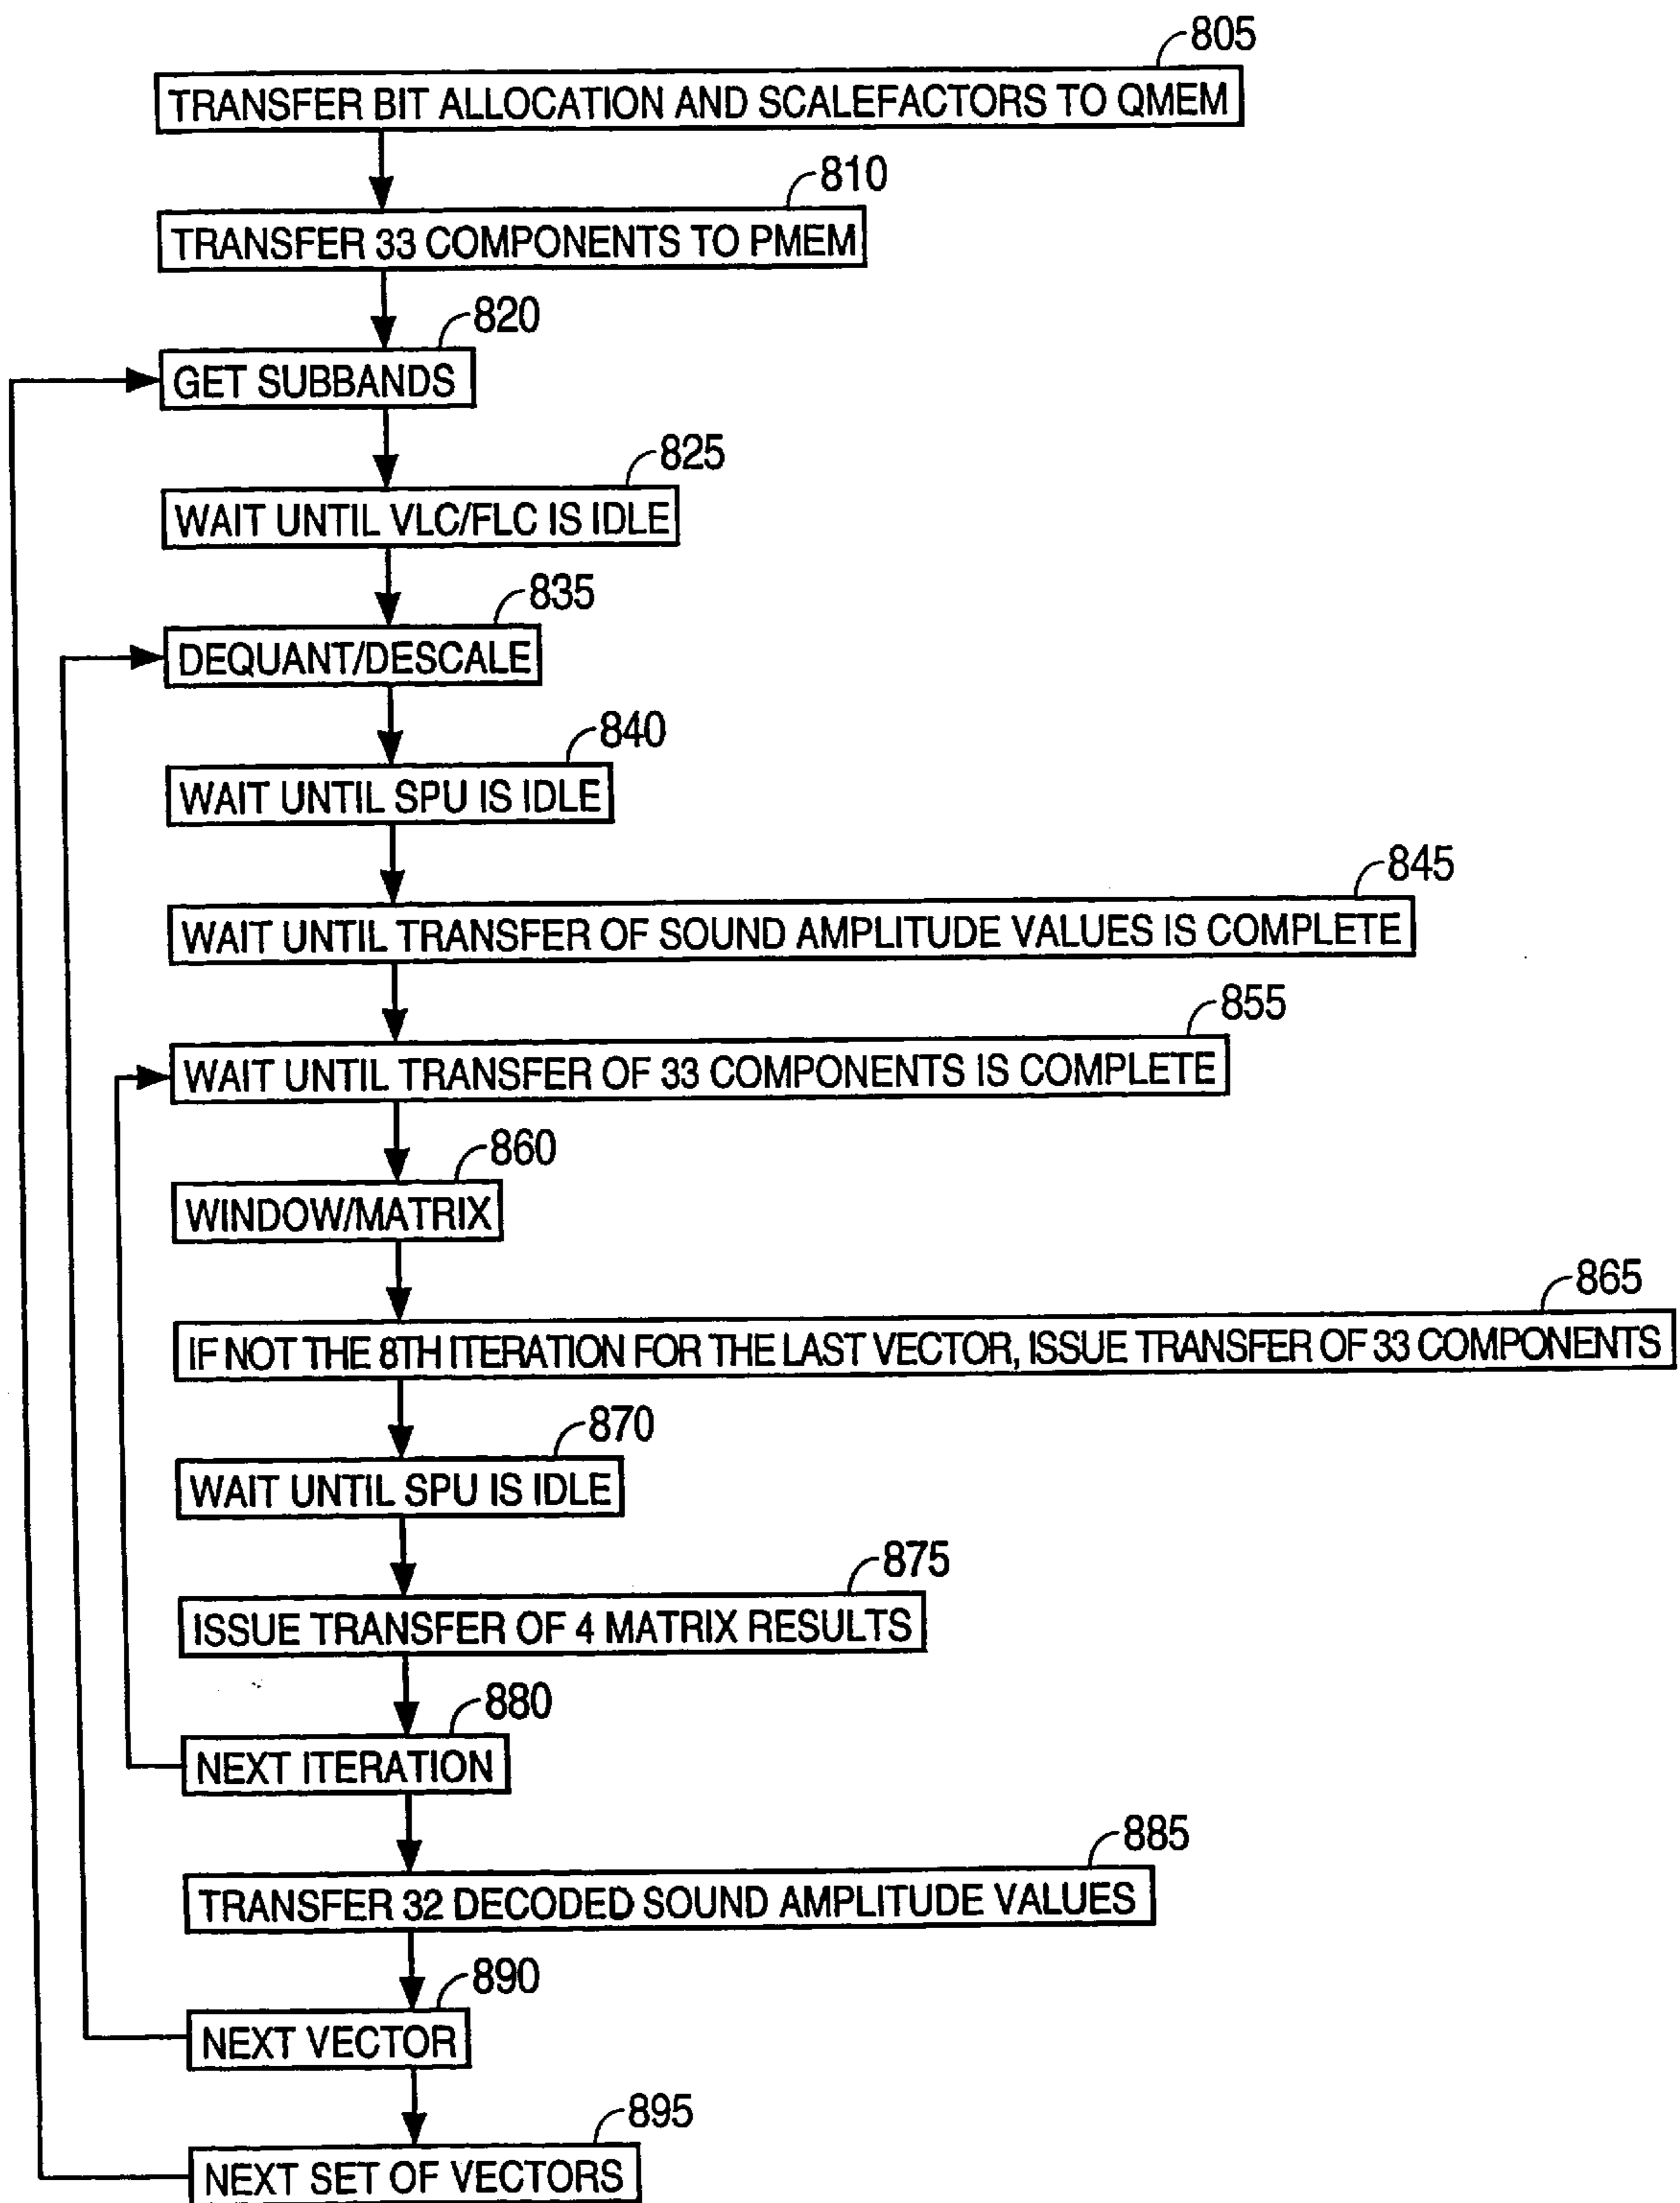 805
TRANSFER BIT ALLOCATION AND SCALEFACTORS TO QMEM
810
TRANSFER 33 COMPONENTS TO PMEM
820
GET SUBBANDS
825
WAIT UNTIL VLC/FLC IS IDLE
835
DEQUANT/DESCALE
840
WAIT UNTIL SPU IS IDLE
845
WAIT UNTIL TRANSFER OF SOUND AMPLITUDE VALUES IS COMPLETE
855
WAIT UNTIL TRANSFER OF 33 COMPONENTS IS COMPLETE
860
WINDOW/MATRIX
865
IF NOT THE 8TH ITERATION FOR THE LAST VECTOR, ISSUE TRANSFER OF 33 COMPONENTS
870
WAIT UNTIL SPU IS IDLE
875
ISSUE TRANSFER OF 4 MATRIX RESULTS
880
NEXT ITERATION
885
TRANSFER 32 DECODED SOUND AMPLITUDE VALUES
890
NEXT VECTOR
895
NEXT SET OF VECTORS